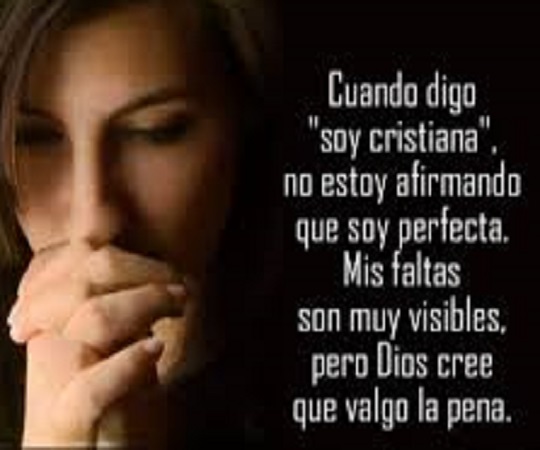 Cuando digo
"soy cristiana",
no estoy afirmando
que soy perfecta.
Mis faltas
son muy visibles,
pero Dios cree
que valgo la pena.